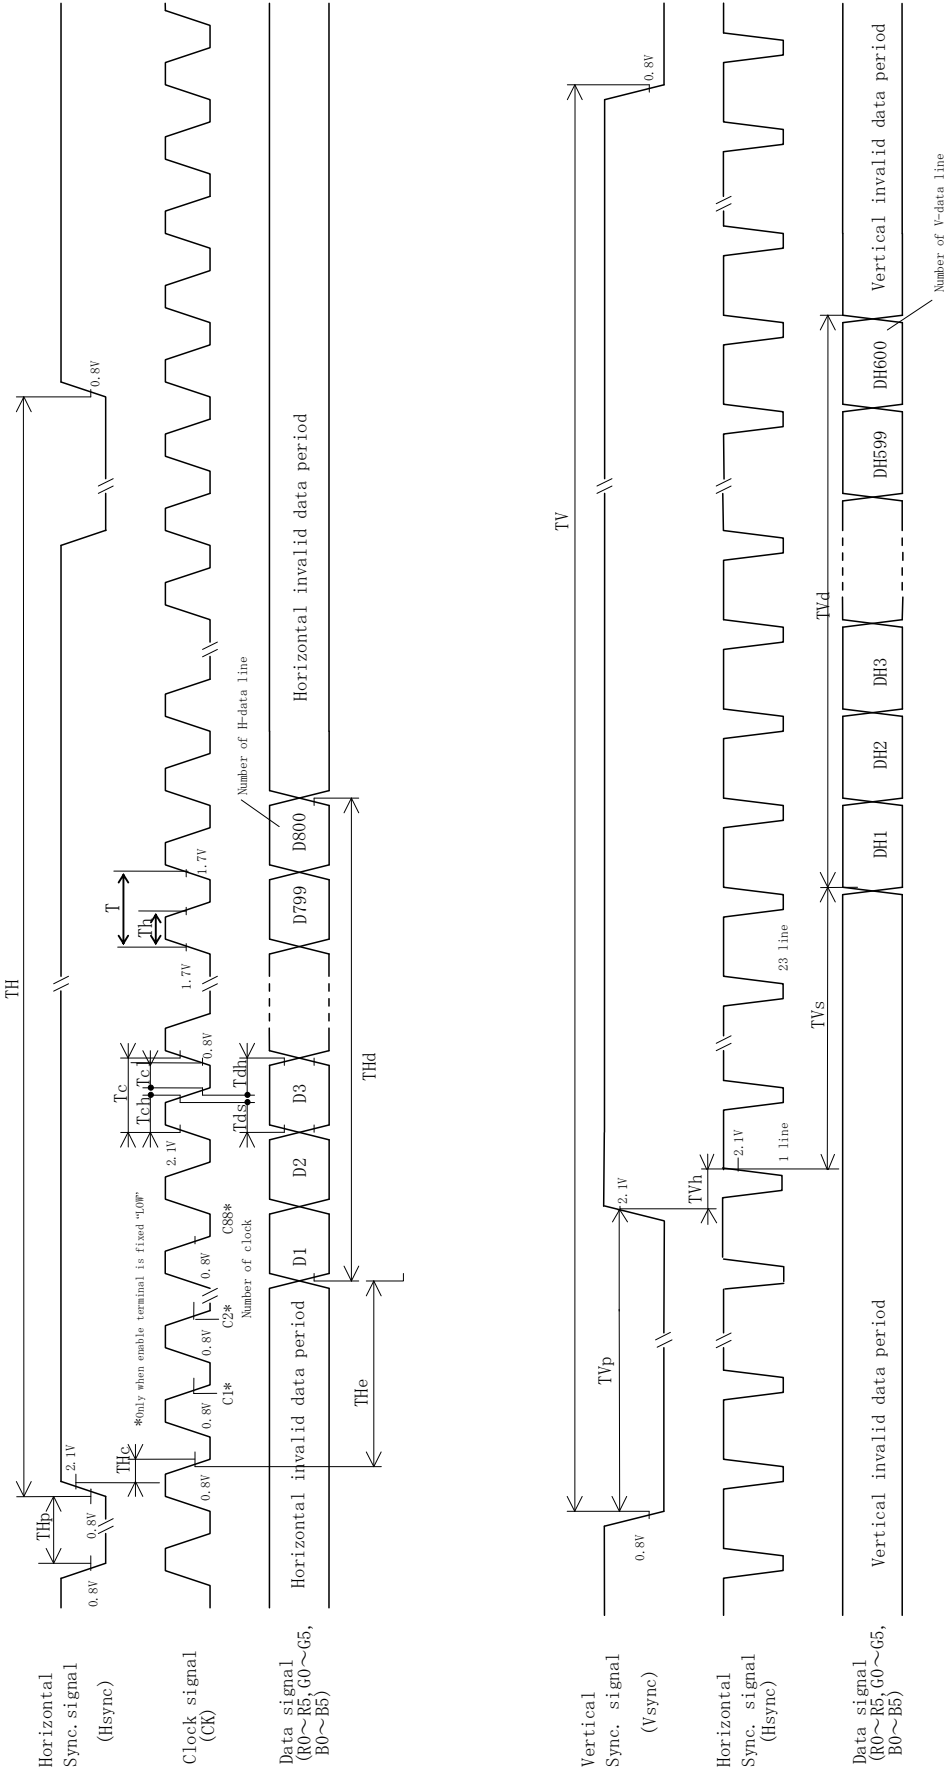 Horizontal
Sync. signal
(Hsync)
THp
0.8V
0.8V
2.1V
TH
0.8V
Clock signal
(CK)
0.8V
THc
0.8V
C1*
0.8V
C2*
0.8V
C88*
Number of clock
*Only when enable terminal is fixed "LOW"
2.1V
Tch
Tcl
Tc
0.8V
1.7V
Th
T
1.7V
Tds
Tdh
Data signal
(R0～R5,G0～G5,
B0～B5)
Horizontal invalid data period
D1
D2
D3
D799
D800
Number of H-data line
Horizontal invalid data period
THe
THd
Vertical
Sync. signal
(Vsync)
0.8V
TVp
2.1V
TV
0.8V
Horizontal
Sync. signal
(Hsync)
TVh
2.1V
1 line
23 line
TVs
TVd
Data signal
(R0～R5,G0～G5,
B0～B5)
Vertical invalid data period
DH1
DH2
DH3
DH599
DH600
Vertical invalid data period
Number of V-data line